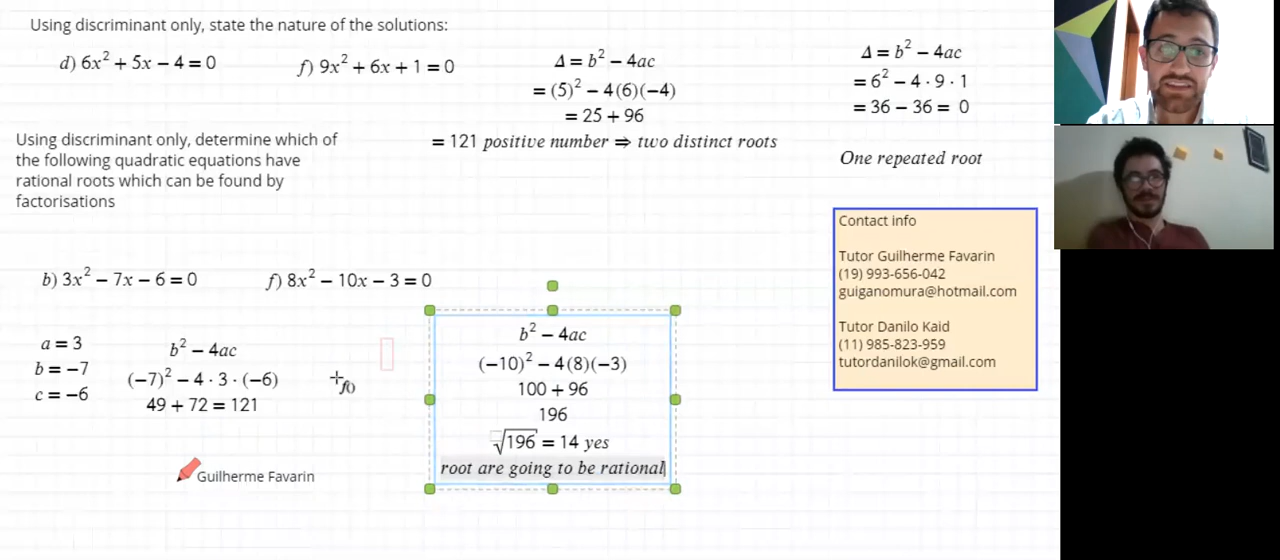 Using discriminant only, state the nature of the solutions:
d) 6x² + 5x − 4 = 0
f) 9x² + 6x + 1 = 0
Δ = b² − 4ac
= (5)² − 4(6)(−4)
= 25 + 96
= 121 positive number ⇒ two distinct roots
Δ = b² − 4ac
= 6² − 4 · 9 · 1
= 36 − 36 = 0
One repeated root
Using discriminant only, determine which of
the following quadratic equations have
rational roots which can be found by
factorisations
b) 3x² − 7x − 6 = 0
f) 8x² − 10x − 3 = 0
a = 3
b = −7
c = −6
b² − 4ac
(−7)² − 4 · 3 · (−6)
49 + 72 = 121
f()
b² − 4ac
(−10)² − 4(8)(−3)
100 + 96
196
√196 = 14 yes
root are going to be rational
Guilherme Favarin
Contact info
Tutor Guilherme Favarin
(19) 993-656-042
guiganomura@hotmail.com
Tutor Danilo Kaid
(11) 985-823-959
tutordanilok@gmail.com